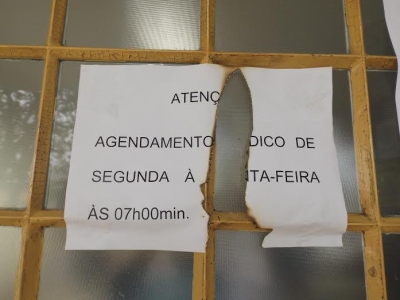 ATENÇ
AGENDAMENTO DICO DE
SEGUNDA À NTA-FEIRA
ÀS 07h00min.